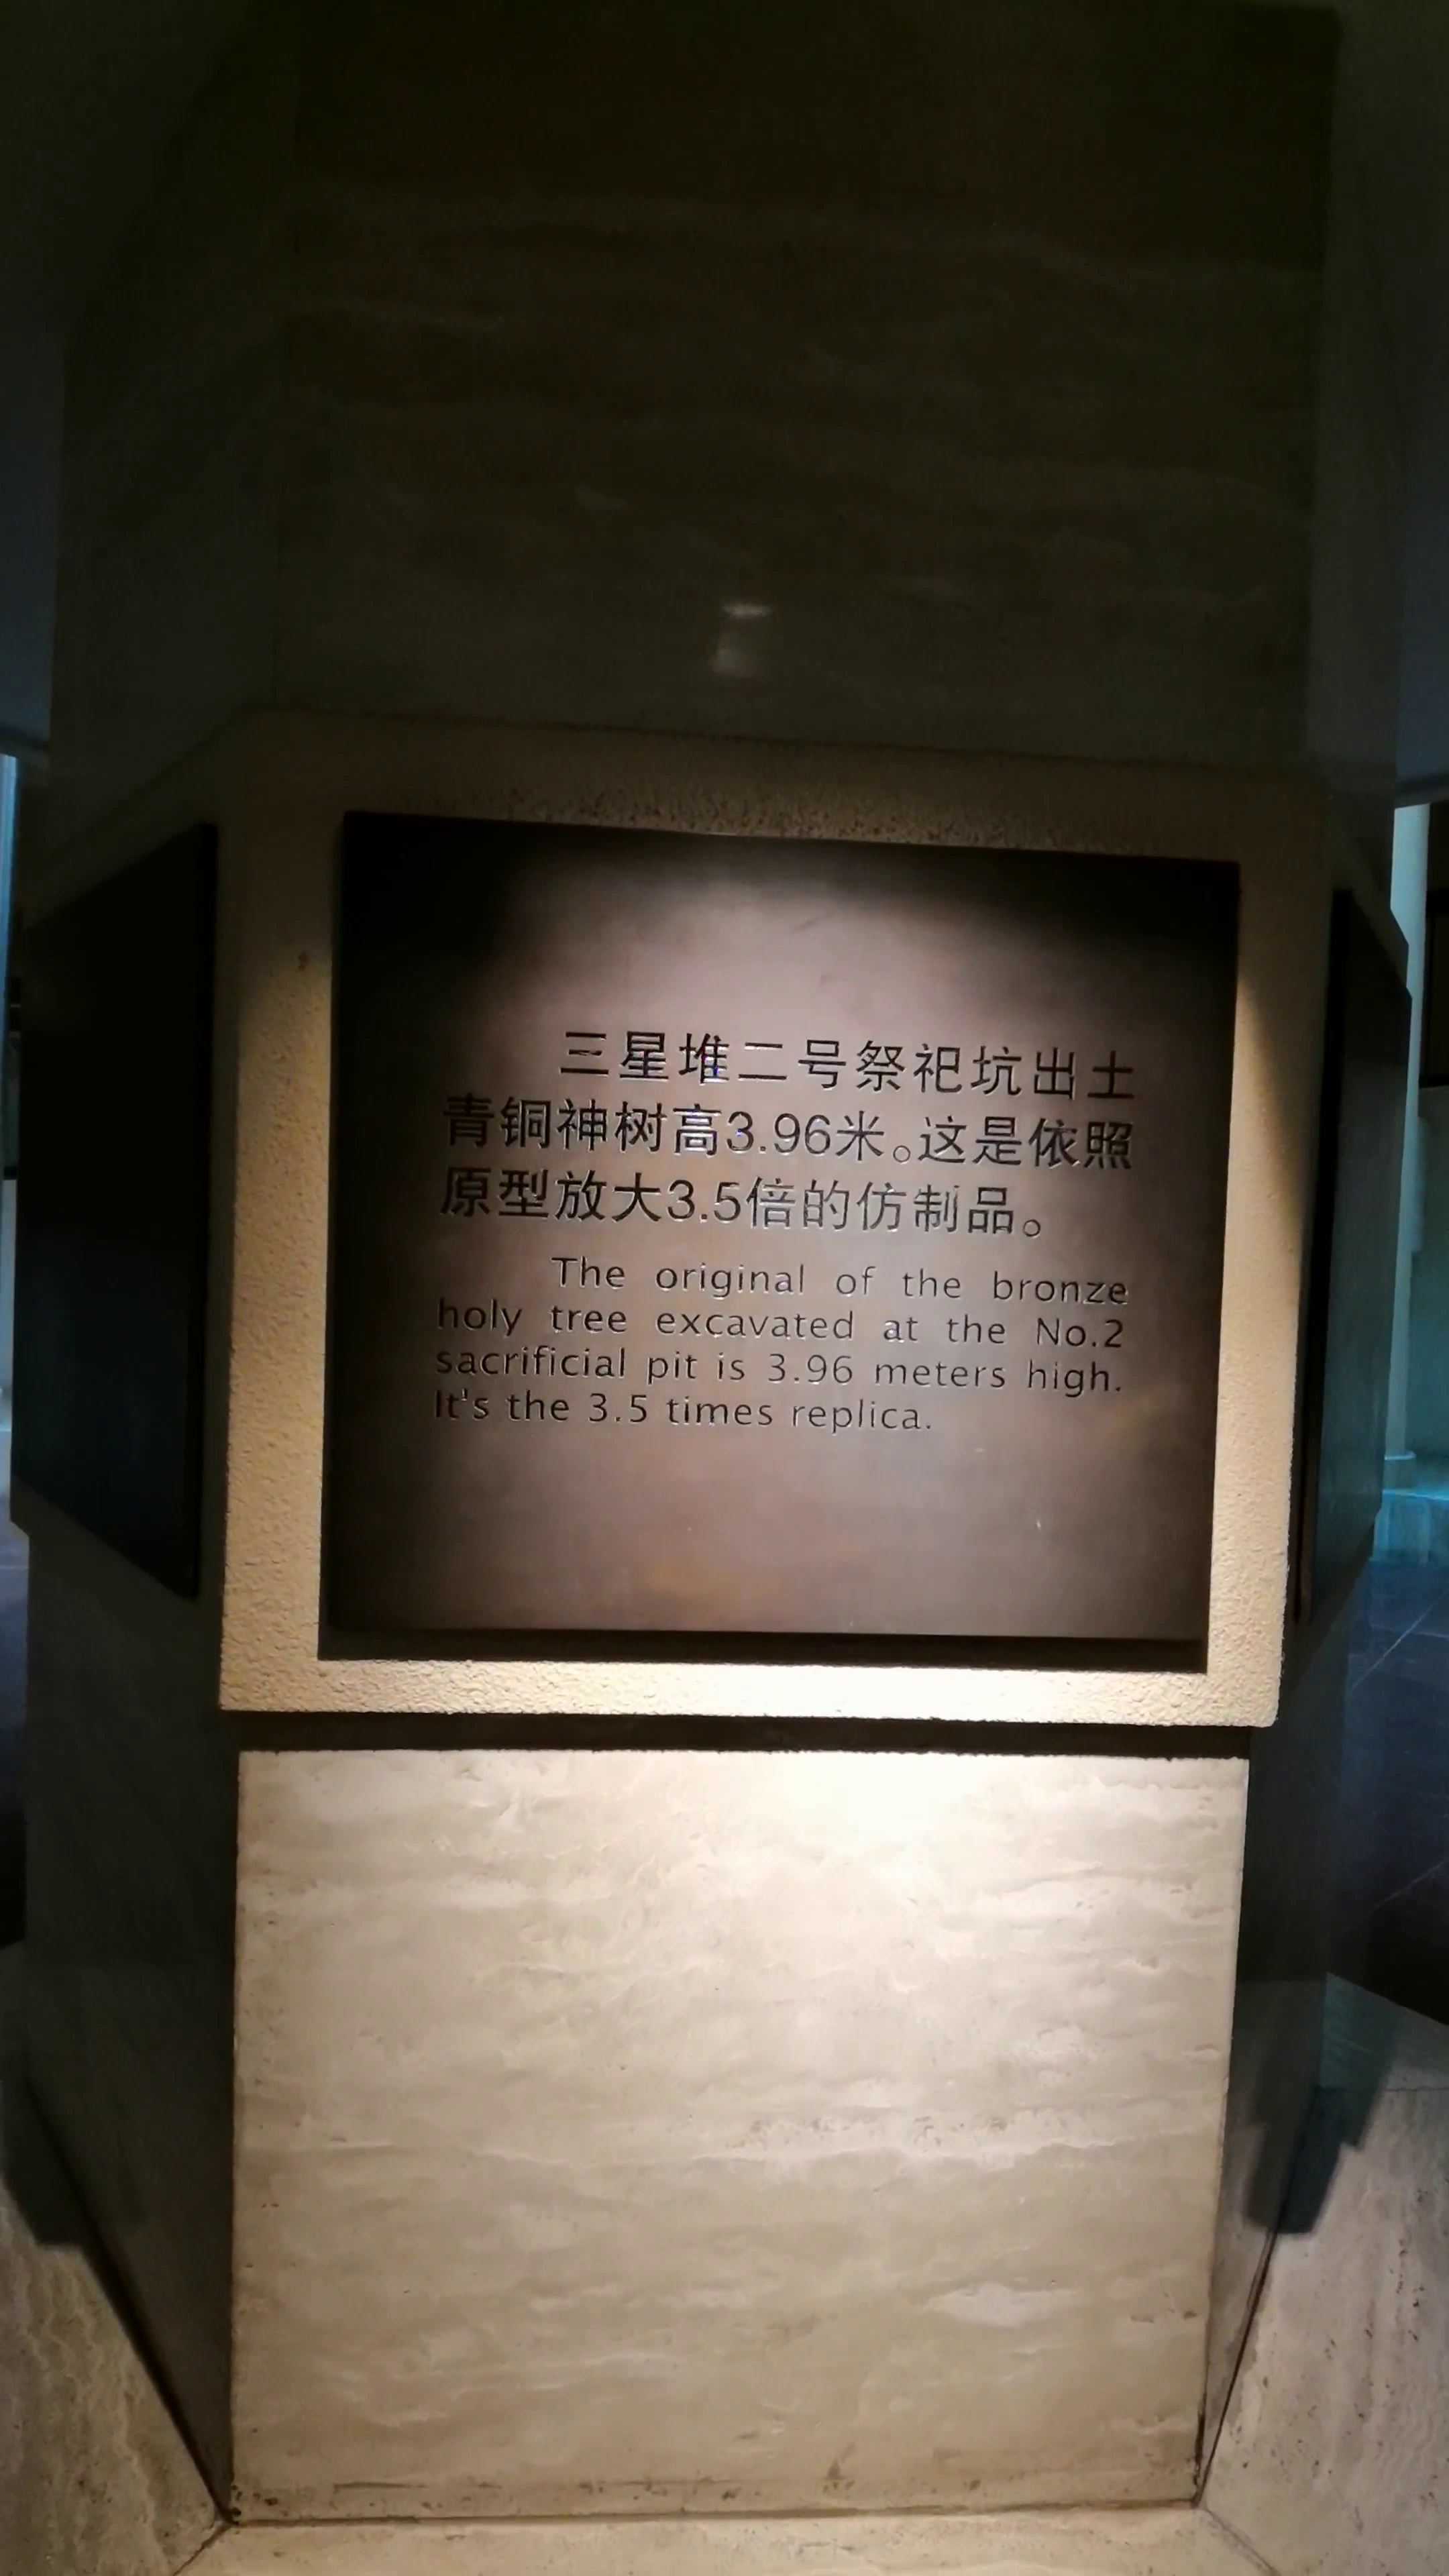 三星堆二号祭祀坑出土
青铜神树高3.96米。这是依照
原型放大3.5倍的仿制品。
The original of the bronze
holy tree excavated at the No.2
sacrificial pit is 3.96 meters high.
It's the 3.5 times replica.